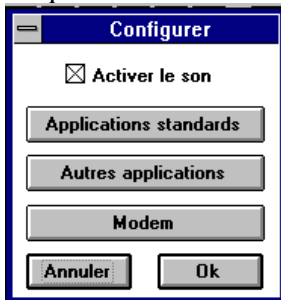 Configurer
Activer le son
Applications standards
Autres applications
Modem
Annuler Ok